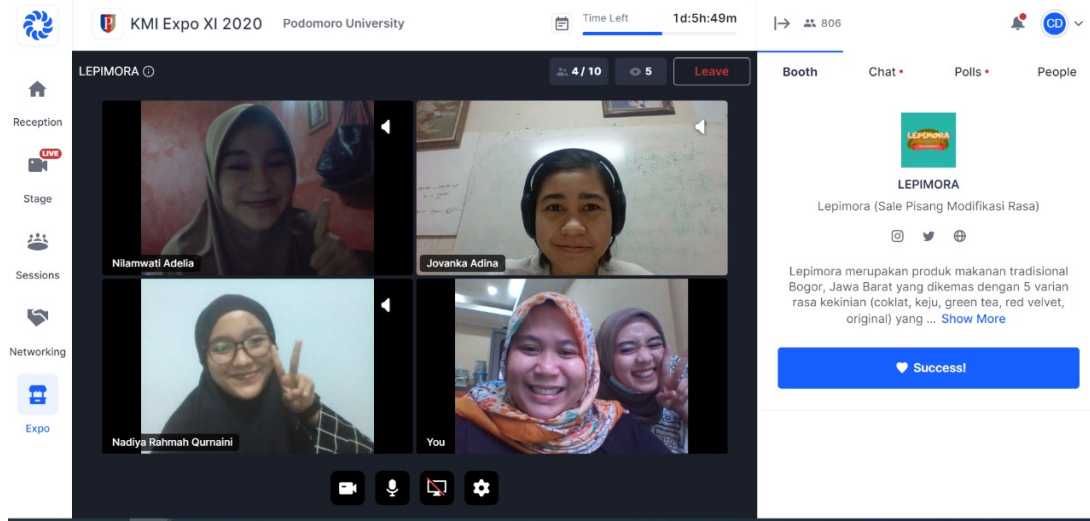 KMI Expo XI 2020
Podomoro University
Time Left
1d:5h:49m
806
CD
LEPIMORA
4 / 10
5
Leave
Reception
LIVE
Stage
Sessions
Networking
Expo
Nilamwati Adelia
Jovanka Adina
Nadiya Rahmah Qurnaini
You
Booth
Chat
Polls
People
LEPIMORA
LEPIMORA
Lepimora (Sale Pisang Modifikasi Rasa)
Lepimora merupakan produk makanan tradisional
Bogor, Jawa Barat yang dikemas dengan 5 varian
rasa kekinian (coklat, keju, green tea, red velvet,
original) yang ... Show More
Success!